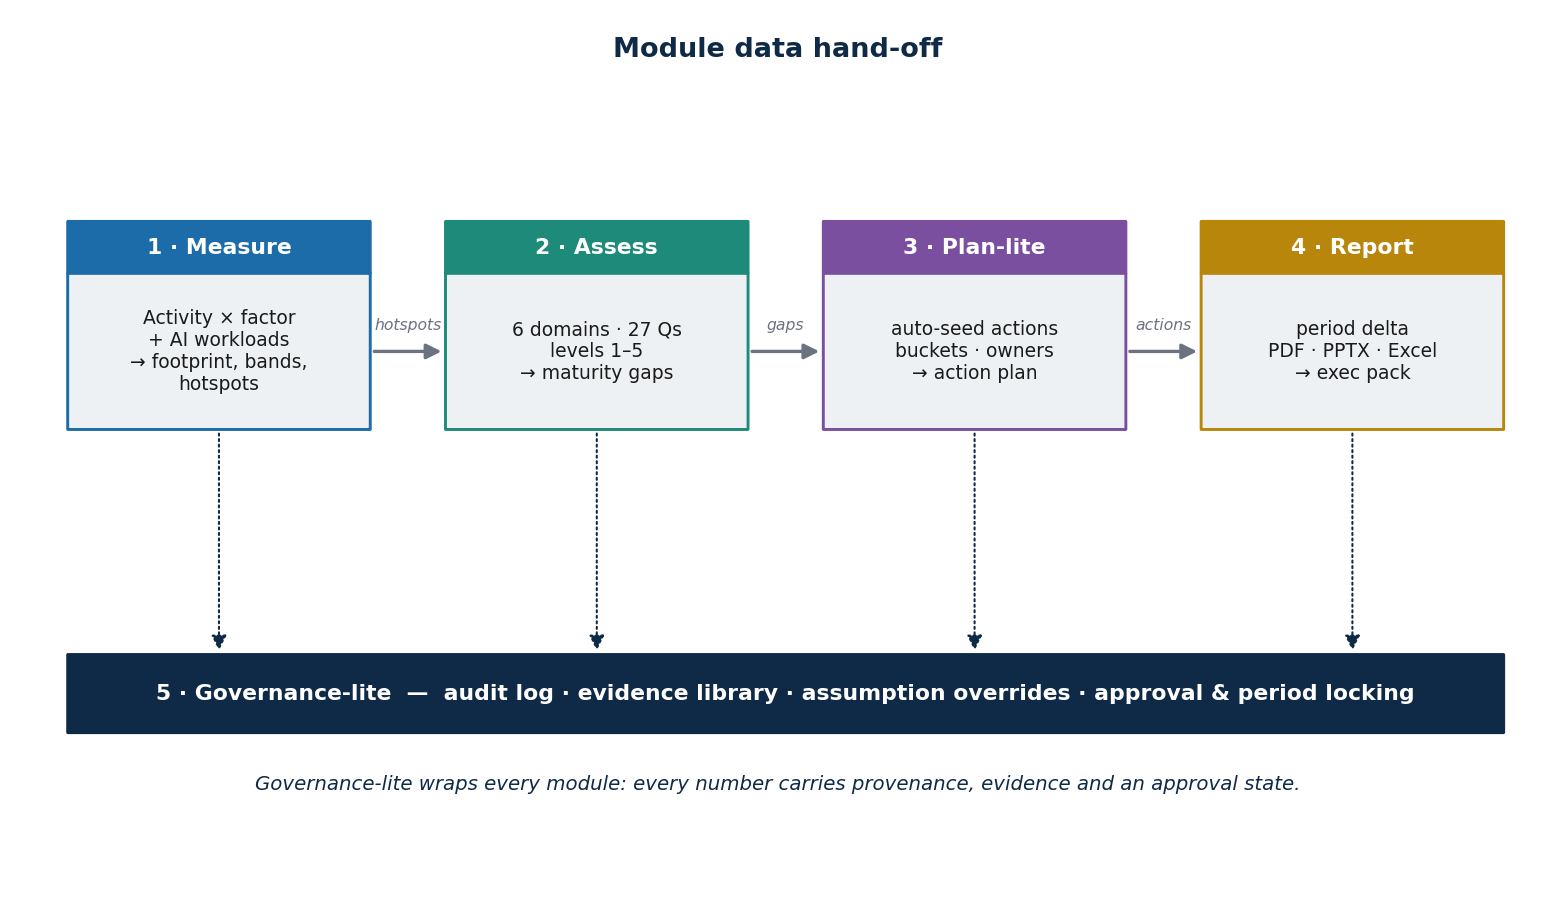 Module data hand-off
1 · Measure
Activity × factor
+ AI workloads
→ footprint, bands,
hotspots
hotspots
2 · Assess
6 domains · 27 Qs
levels 1–5
→ maturity gaps
gaps
3 · Plan-lite
auto-seed actions
buckets · owners
→ action plan
actions
4 · Report
period delta
PDF · PPTX · Excel
→ exec pack
5 · Governance-lite — audit log · evidence library · assumption overrides · approval & period locking
Governance-lite wraps every module: every number carries provenance, evidence and an approval state.